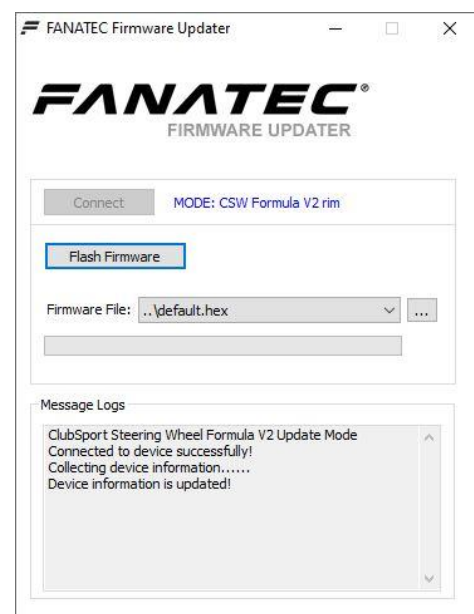 FANATEC Firmware Updater
FANATEC®
FIRMWARE UPDATER
Connect MODE: CSW Formula V2 rim
Flash Firmware
Firmware File: ..\default.hex ...
Message Logs
ClubSport Steering Wheel Formula V2 Update Mode
Connected to device successfully!
Collecting device information......
Device information is updated!